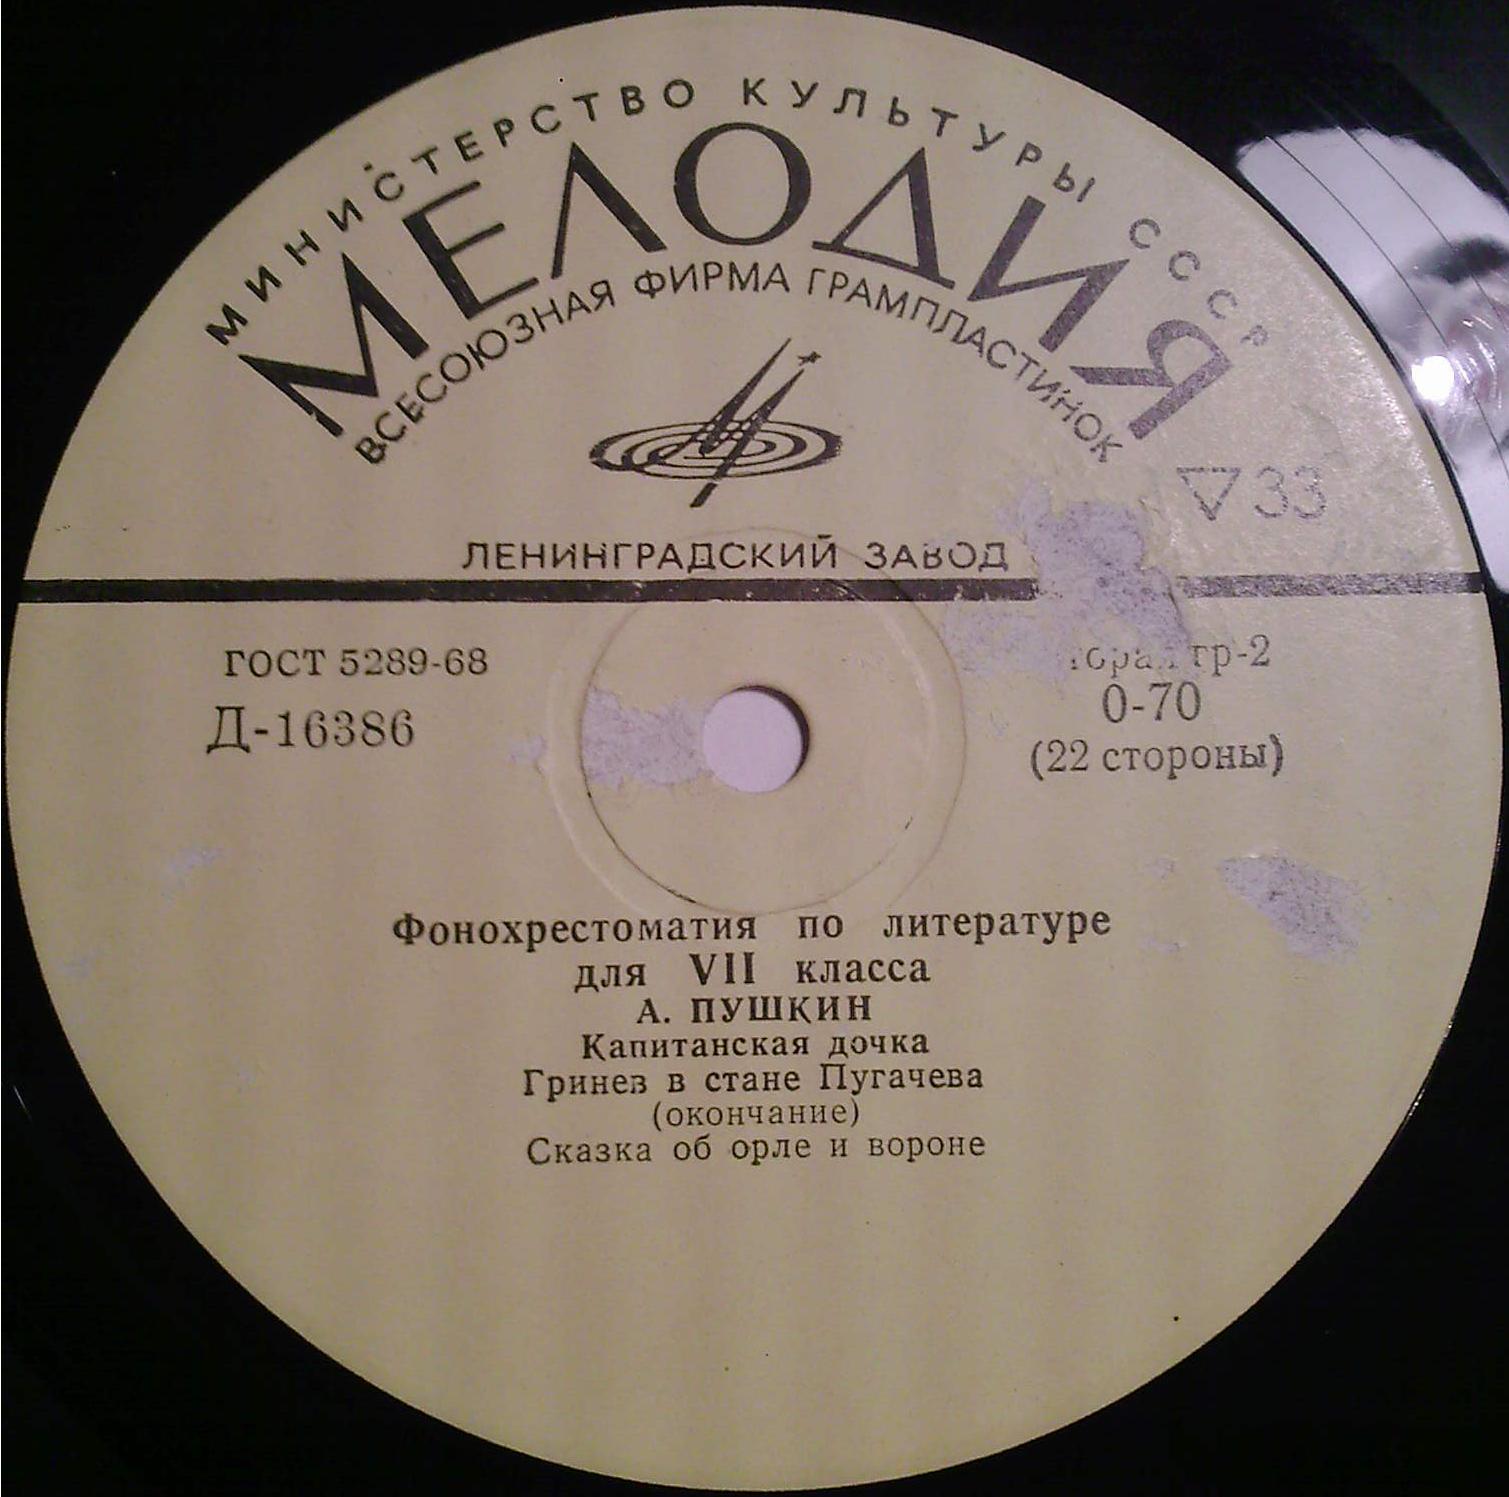 МИНИСТЕРСТВО КУЛЬТУРЫ СССР
МЕЛОДИЯ
ВСЕСОЮЗНАЯ ФИРМА ГРАМПЛАСТИНОК
33
ЛЕНИНГРАДСКИЙ ЗАВОД
ГОСТ 5289-68
гр-2
Д-16386
0-70
(22 стороны)
Фонохрестоматия по литературе
для VII класса
А. ПУШКИН
Капитанская дочка
Гринев в стане Пугачева
(окончание)
Сказка об орле и вороне